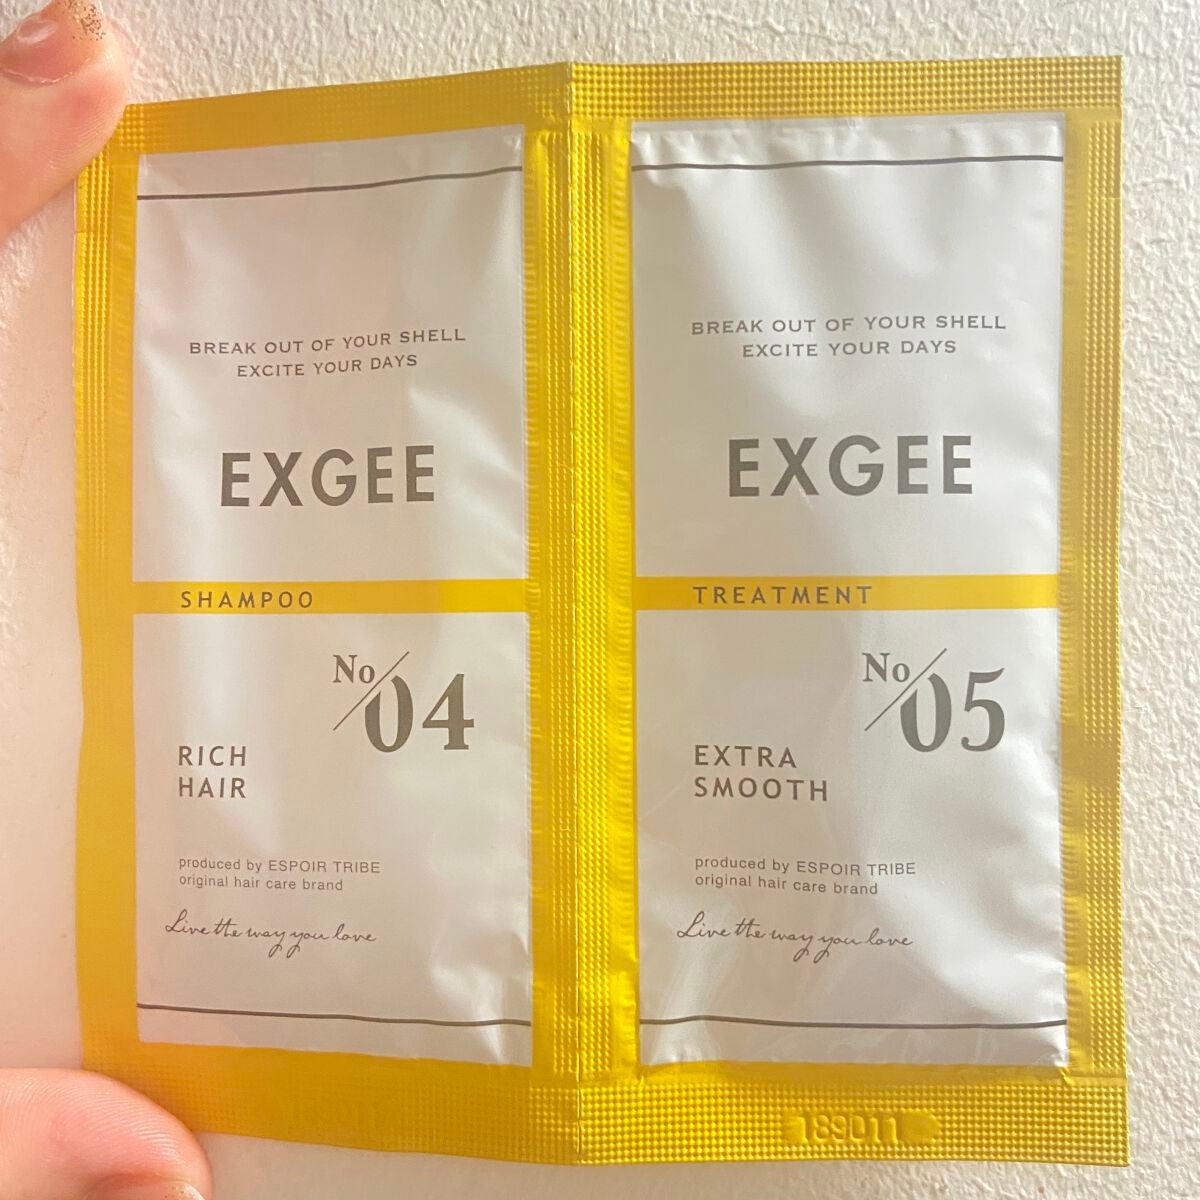 BREAK OUT OF YOUR SHELL
EXCITE YOUR DAYS
EXGEE
SHAMPOO
No/04
RICH
HAIR
produced by ESPOIR TRIBE
original hair care brand
Live the way you love
BREAK OUT OF YOUR SHELL
EXCITE YOUR DAYS
EXGEE
TREATMENT
No/05
EXTRA
SMOOTH
produced by ESPOIR TRIBE
original hair care brand
Live the way you love
189011